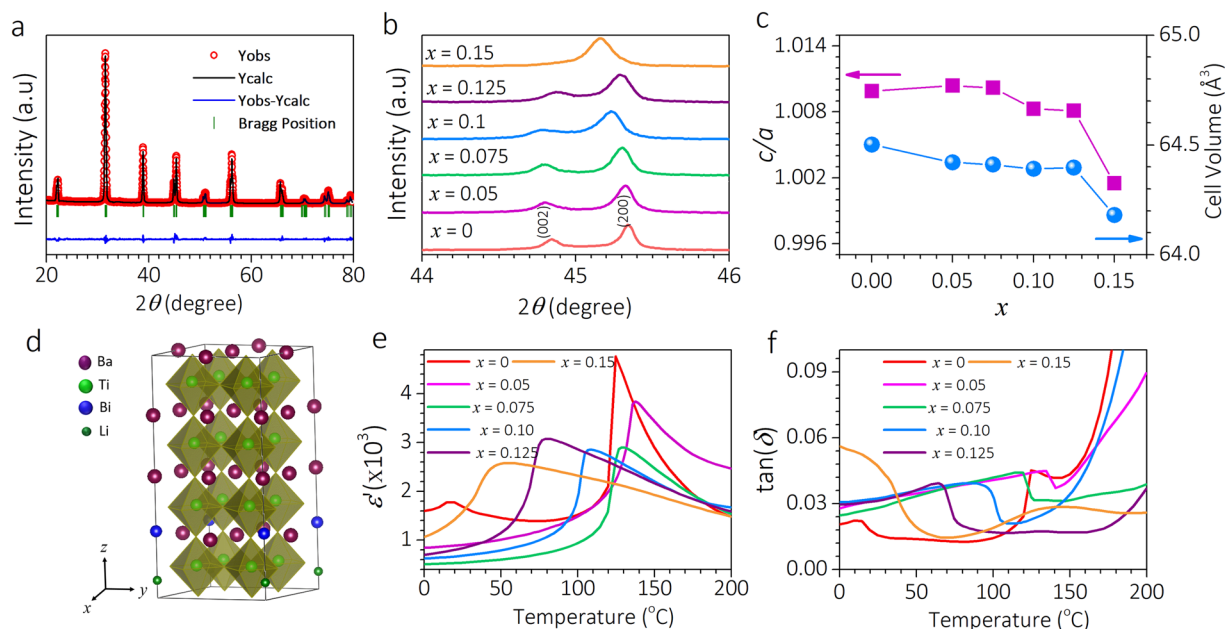 a
Intensity (a.u)
Yobs
Ycalc
Yobs-Ycalc
Bragg Position
20 40 60 80
2θ (degree)
b
Intensity (a.u)
x = 0.15
x = 0.125
x = 0.1
x = 0.075
x = 0.05
x = 0
(002)
(200)
44 45 46
2θ (degree)
c
1.014
1.008
1.002
0.996
c/a
65.0
64.5
64.0
Cell Volume (Å³)
0.00 0.05 0.10 0.15
x
d
Ba
Ti
Bi
Li
z
x
y
e
x = 0 x = 0.15
x = 0.05
x = 0.075
x = 0.10
x = 0.125
4
3
2
1
ε'(x10³)
0 50 100 150 200
Temperature (°C)
f
x = 0 x = 0.15
x = 0.05
x = 0.075
x = 0.10
x = 0.125
0.09
0.06
0.03
0.00
tan(δ)
0 50 100 150 200
Temperature (°C)